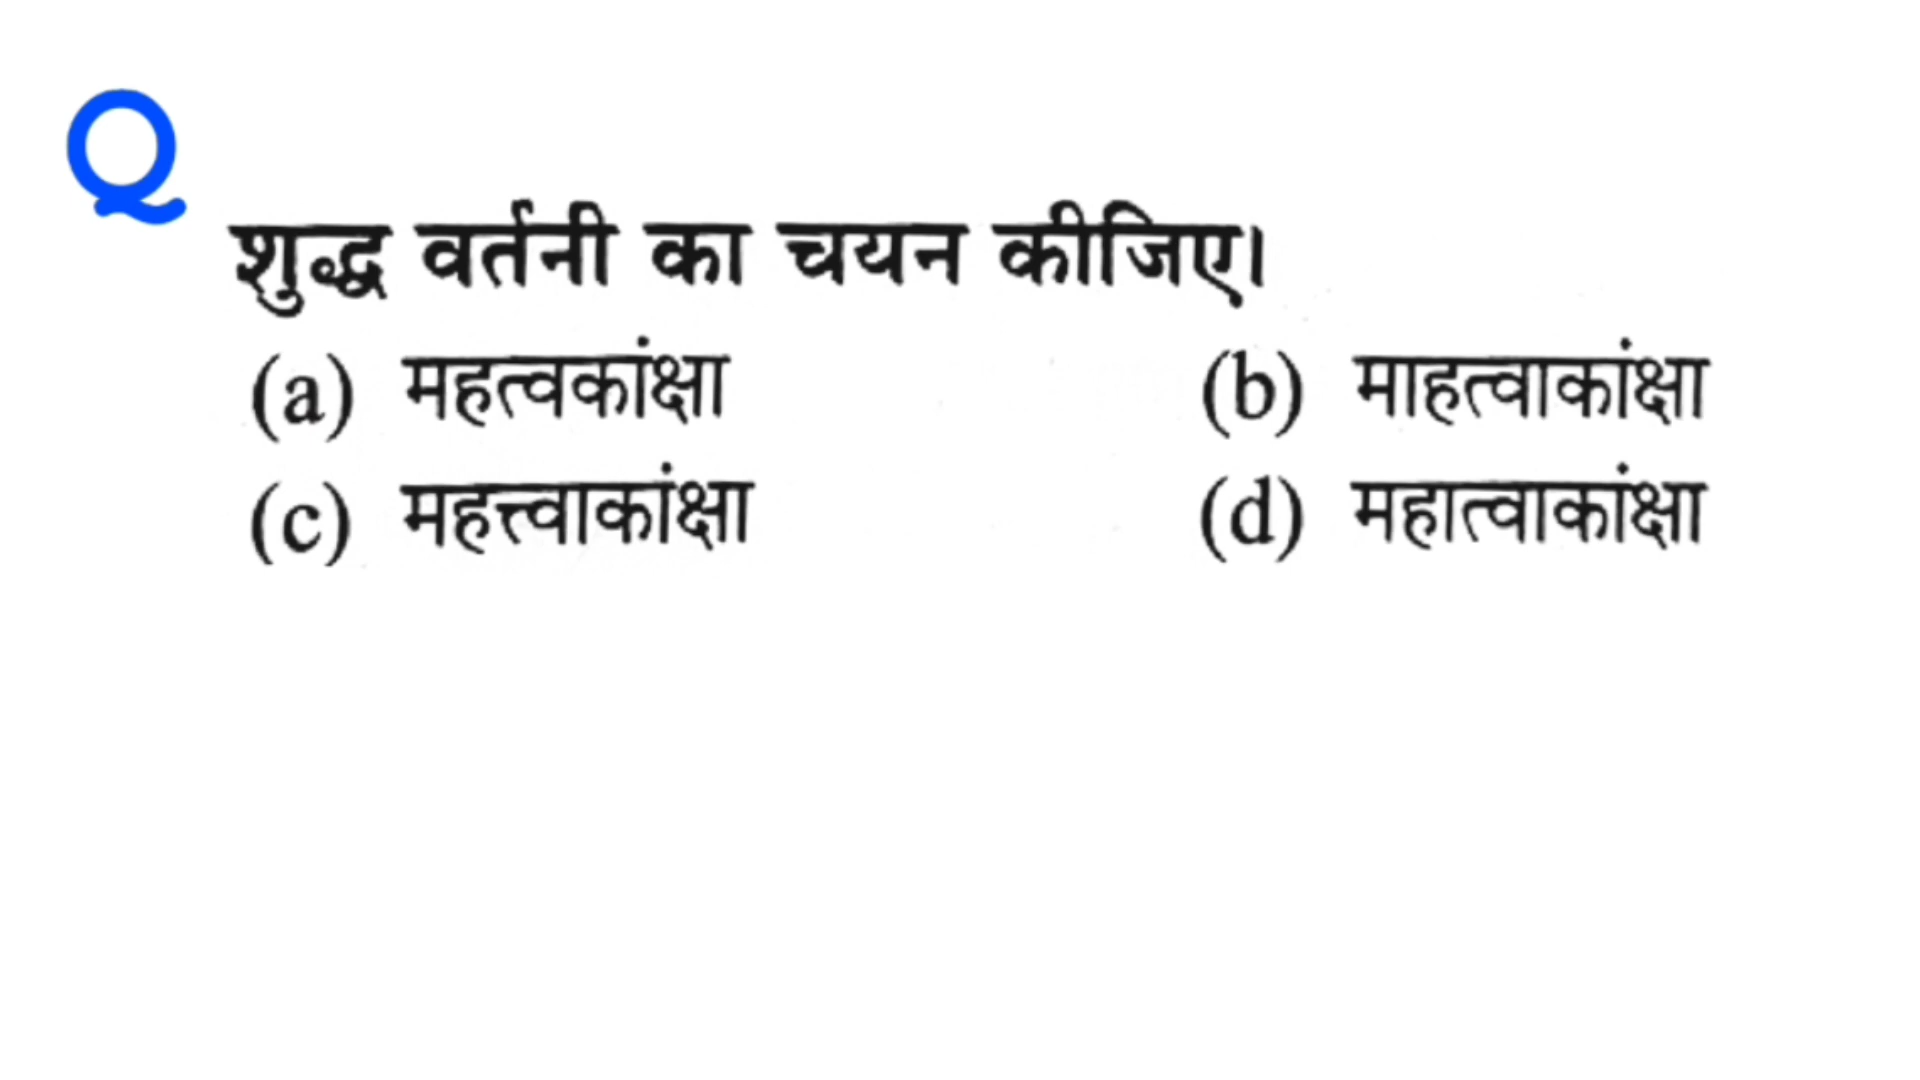 Q
शुद्ध वर्तनी का चयन कीजिए।
(a) महत्वकांक्षा (b) माहत्वाकांक्षा
(c) महत्त्वाकांक्षा (d) महात्वाकांक्षा